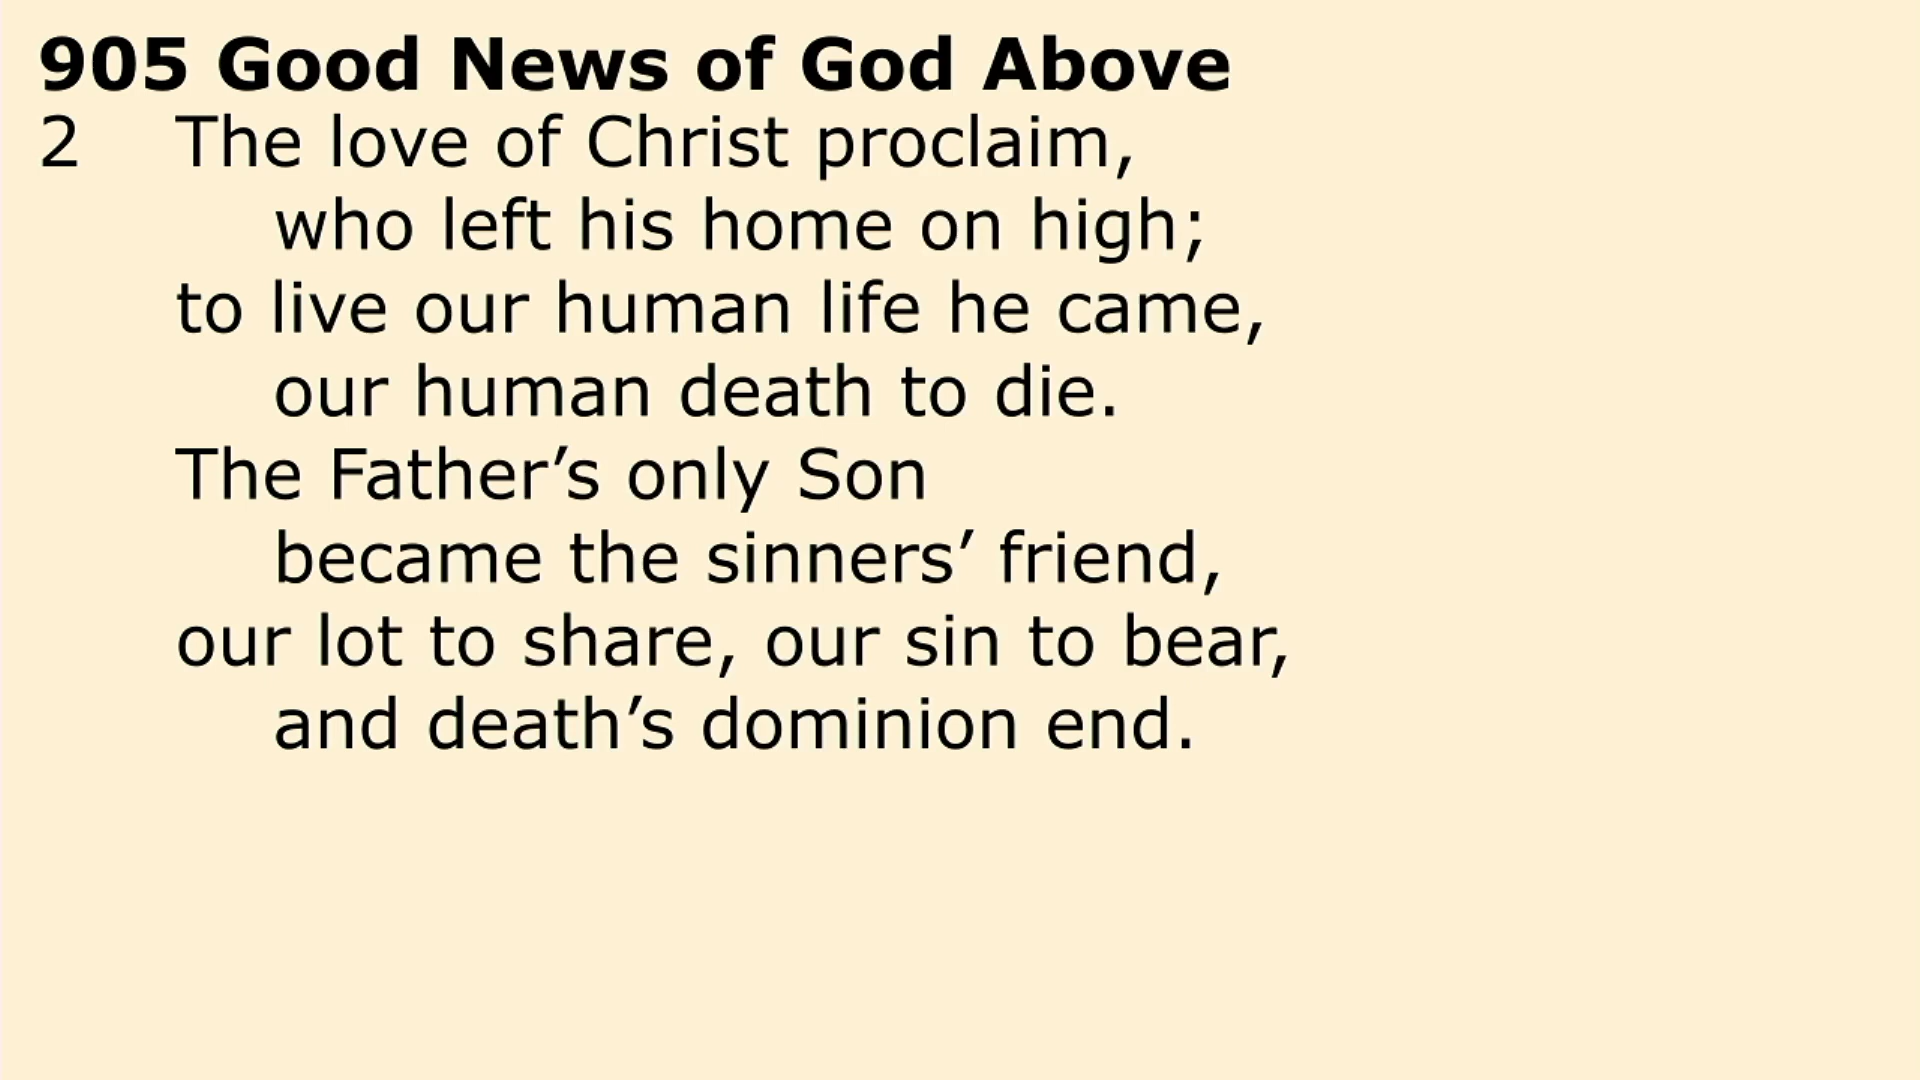 905 Good News of God Above
2 The love of Christ proclaim,
who left his home on high;
to live our human life he came,
our human death to die.
The Father’s only Son
became the sinners’ friend,
our lot to share, our sin to bear,
and death’s dominion end.